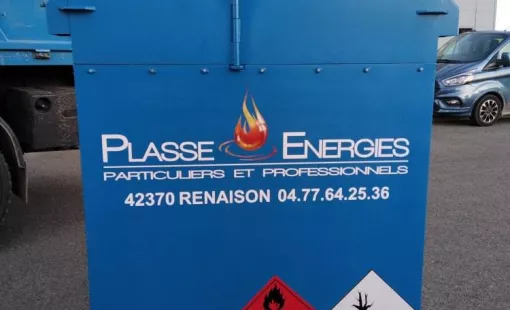 PLASSE ENERGIES
PARTICULIERS ET PROFESSIONNELS
42370 RENAISON 04.77.64.25.36